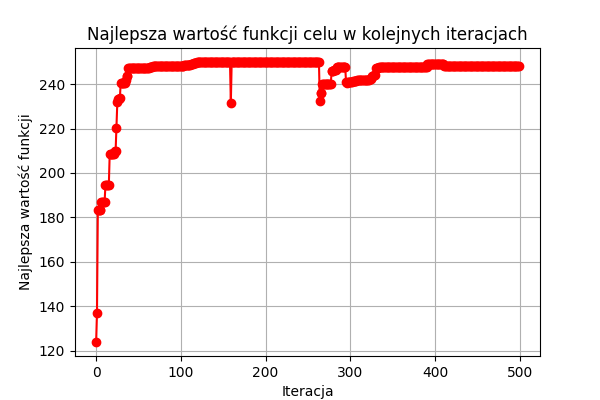 Najlepsza wartość funkcji celu w kolejnych iteracjach
Najlepsza wartość funkcji
240
220
200
180
160
140
120
0 100 200 300 400 500
Iteracja